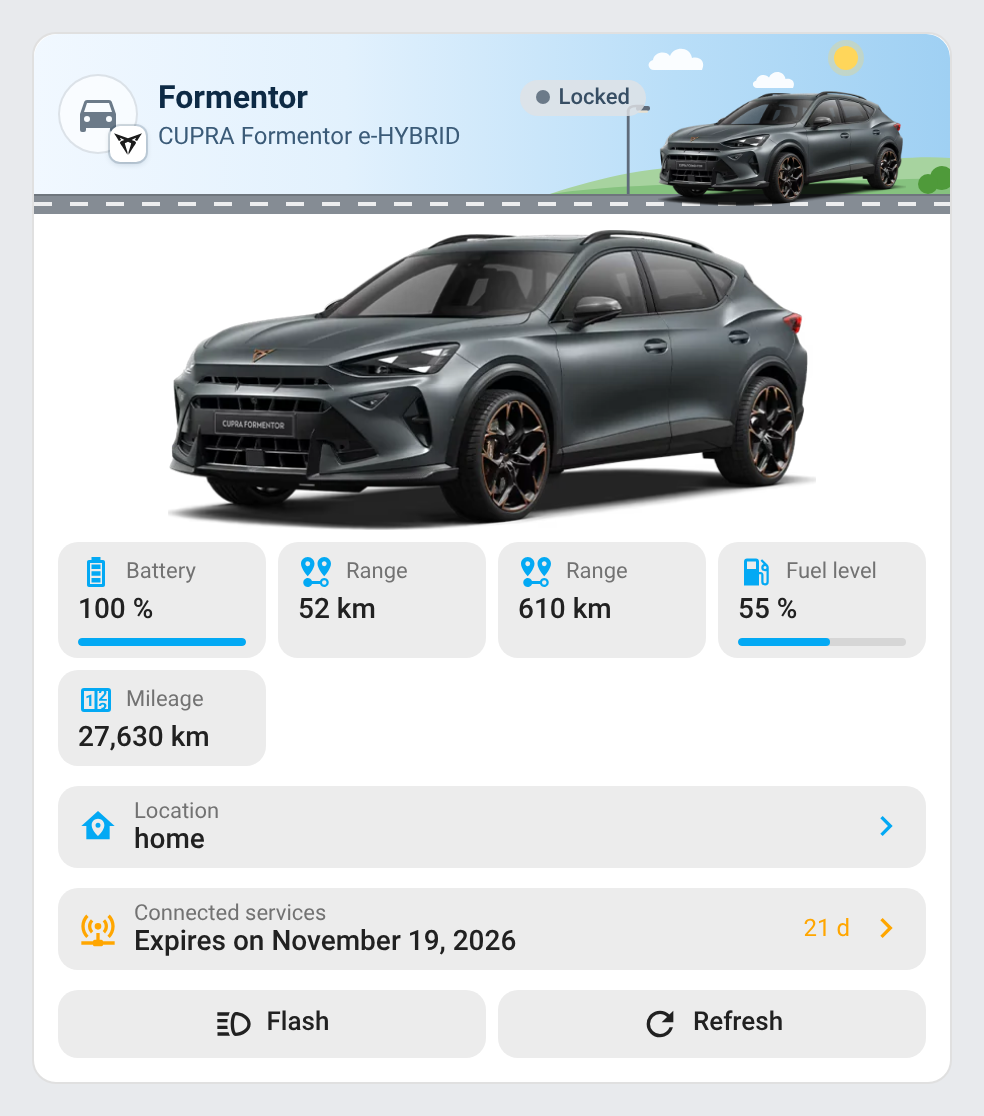 Formentor
CUPRA Formentor e-HYBRID
Locked
CUPRA FORMENTOR
Battery
100 %
Range
52 km
Range
610 km
Fuel level
55 %
Mileage
27,630 km
Location
home
Connected services
Expires on November 19, 2026
21 d
Flash
Refresh